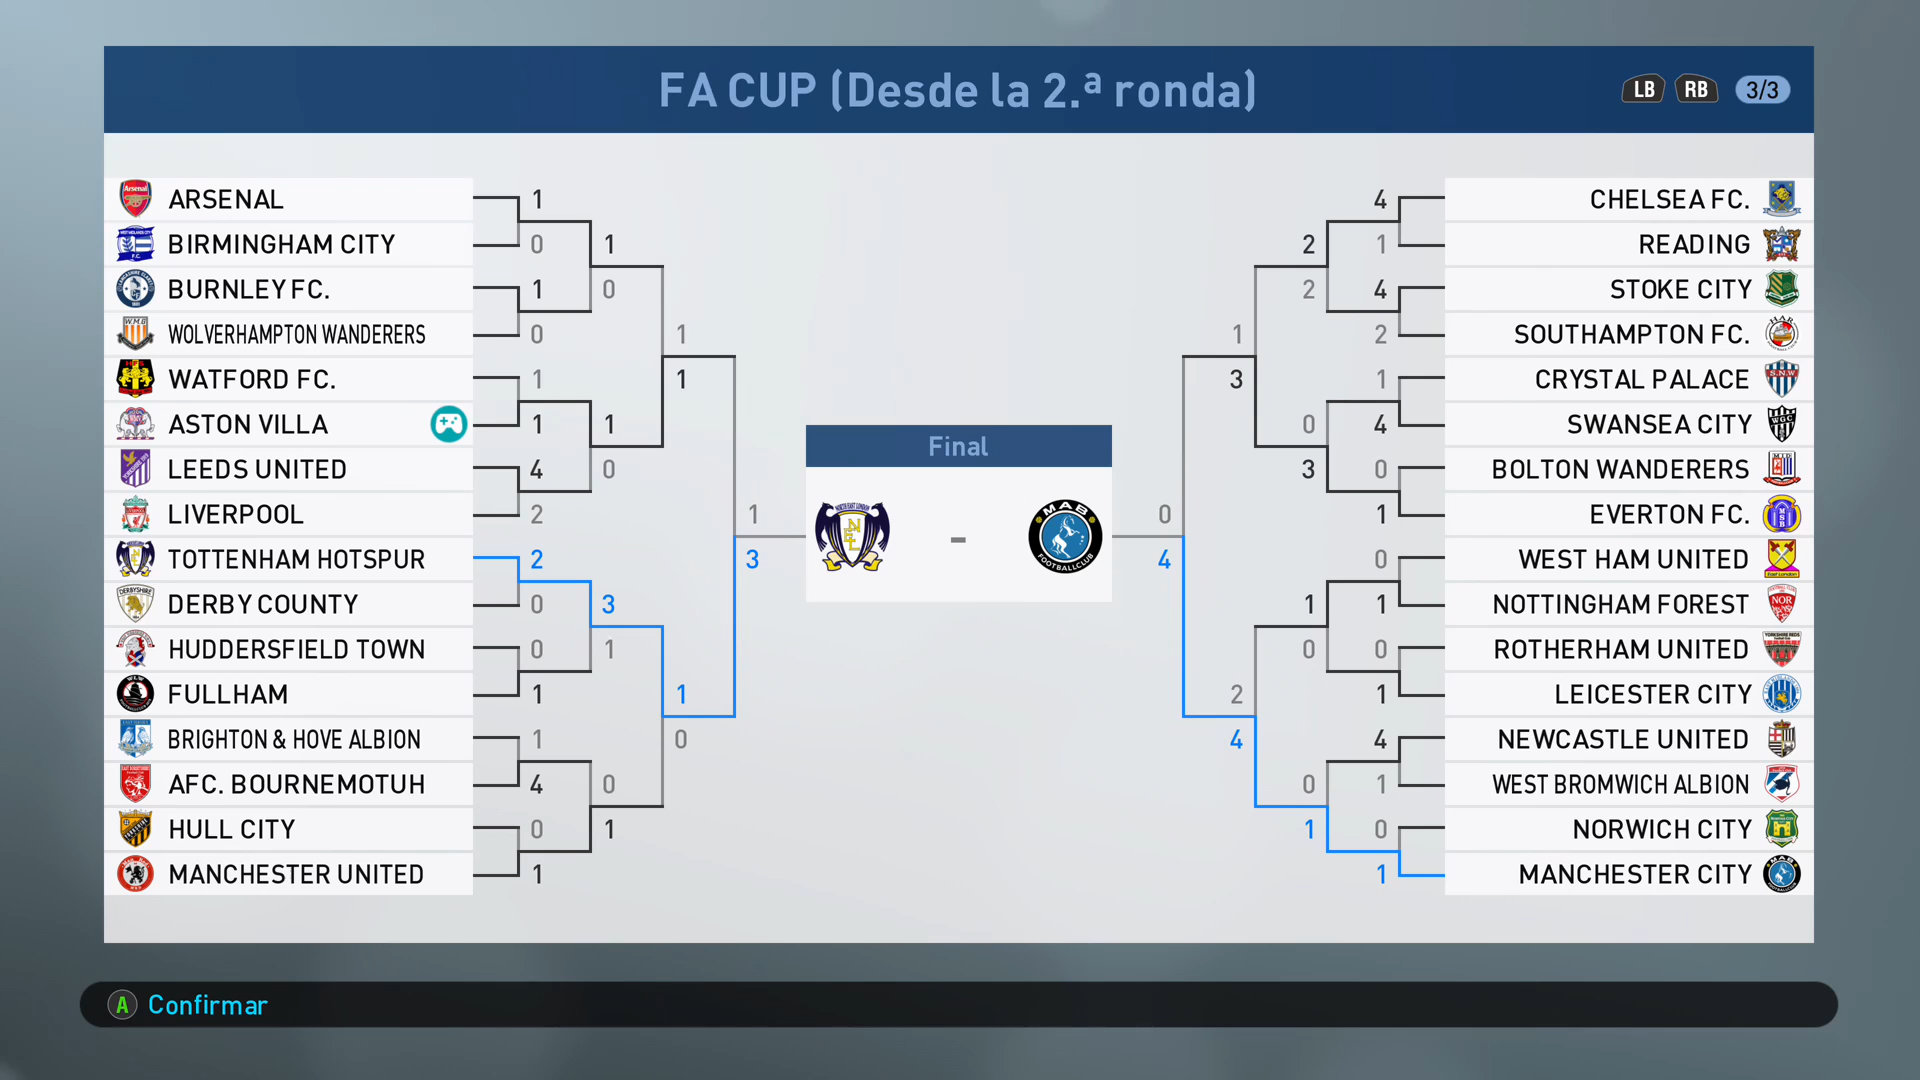 FA CUP (Desde la 2.ª ronda)
LB RB 3/3
ARSENAL 1
BIRMINGHAM CITY 0
1
BURNLEY FC. 1
0
WOLVERHAMPTON WANDERERS 0
1
WATFORD FC. 1
1
ASTON VILLA 1
1
LEEDS UNITED 4
0
LIVERPOOL 2
1
TOTTENHAM HOTSPUR 2
3
DERBY COUNTY 0
3
HUDDERSFIELD TOWN 0
1
FULLHAM 1
1
BRIGHTON & HOVE ALBION 1
0
AFC. BOURNEMOTUH 4
0
HULL CITY 0
1
MANCHESTER UNITED 1
Final
NORTH EAST LONDON
NEL
-
MAB
FOOTBALLCLUB
4 CHELSEA FC.
2
1 READING
2
4 STOKE CITY
1
2 SOUTHAMPTON FC.
3
1 CRYSTAL PALACE
0
4 SWANSEA CITY
3
0 BOLTON WANDERERS
0
1 EVERTON FC.
4
0 WEST HAM UNITED
1
1 NOTTINGHAM FOREST
0
0 ROTHERHAM UNITED
2
1 LEICESTER CITY
4
4 NEWCASTLE UNITED
0
1 WEST BROMWICH ALBION
1
0 NORWICH CITY
1 MANCHESTER CITY
A Confirmar